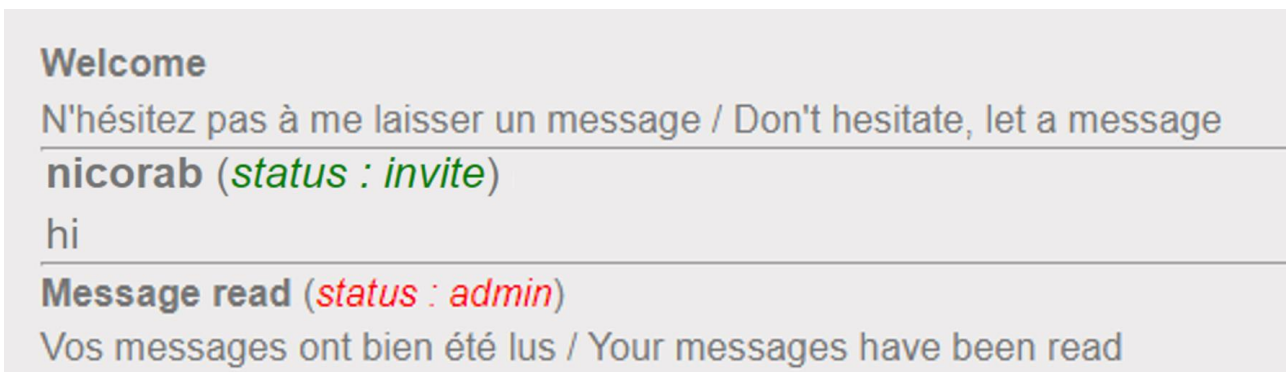 Welcome
N'hésitez pas à me laisser un message / Don't hesitate, let a message
nicorab (status : invite)
hi
Message read (status : admin)
Vos messages ont bien été lus / Your messages have been read